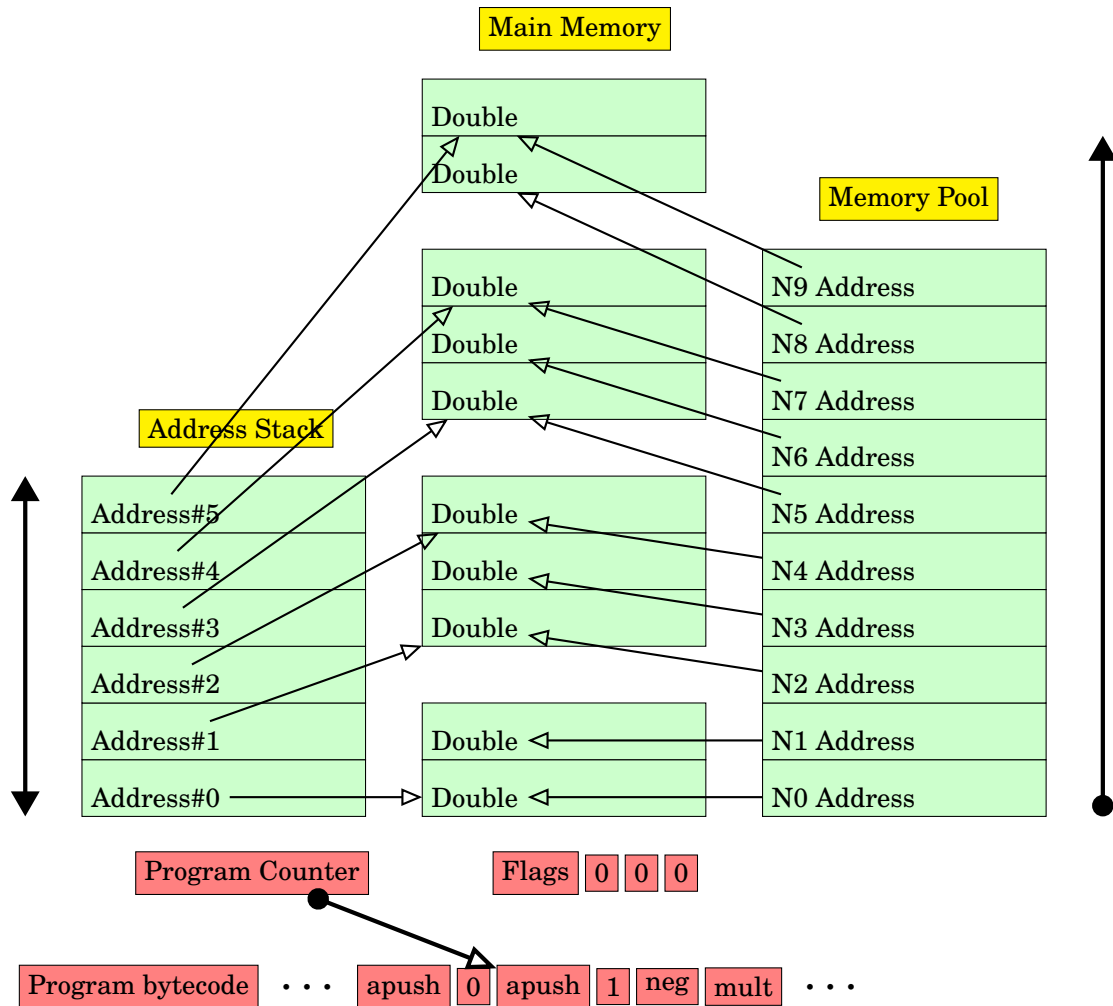 Main Memory
Double
Double
Memory Pool
Double
N9 Address
Double
N8 Address
Double
N7 Address
Address Stack
N6 Address
Address#5
Double
N5 Address
Address#4
Double
N4 Address
Address#3
Double
N3 Address
Address#2
N2 Address
Address#1
Double
N1 Address
Address#0
Double
N0 Address
Program Counter
Flags 0 0 0
Program bytecode ··· apush 0 apush 1 neg mult ···